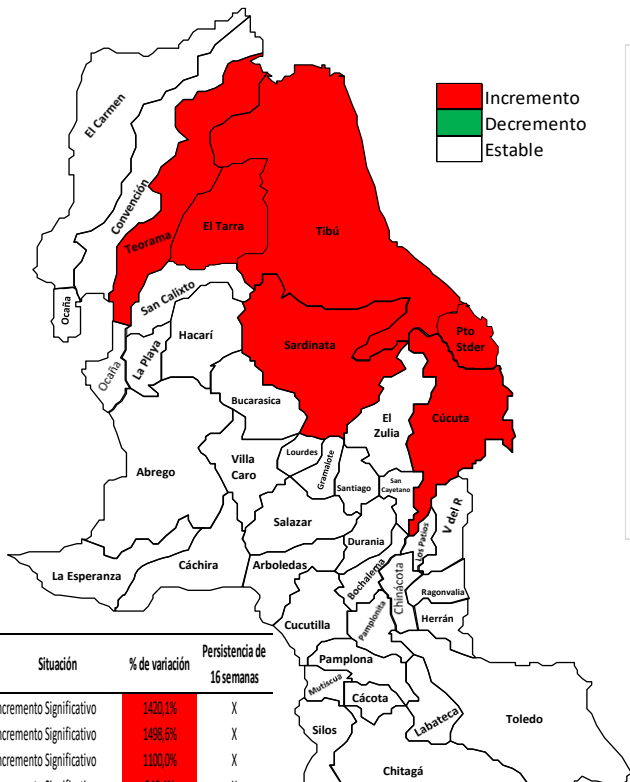 Incremento
Decremento
Estable
El Carmen
Convención
Teorama
El Tarra
Tibú
San Calixto
Ocaña
Hacarí
La Playa
Ocaña
Sardinata
Pto
Stder
Bucarasica
El
Zulia
Cúcuta
Abrego
Villa
Caro
Lourdes
Gramalote
Santiago
San
Cayetano
Salazar
Durania
Los Patios
V del R
La Esperanza
Cáchira
Arboledas
Bochalema
Chinácota
Ragonvalia
Herrán
Cucutilla
Pamplonita
Pamplona
Mutiscua
Cácota
Silos
Labateca
Toledo
Chitagá
Situación % de variación Persistencia de
16 semanas
ncremento Significativo 1420,1% X
ncremento Significativo 1498,6% X
ncremento Significativo 1100,0% X